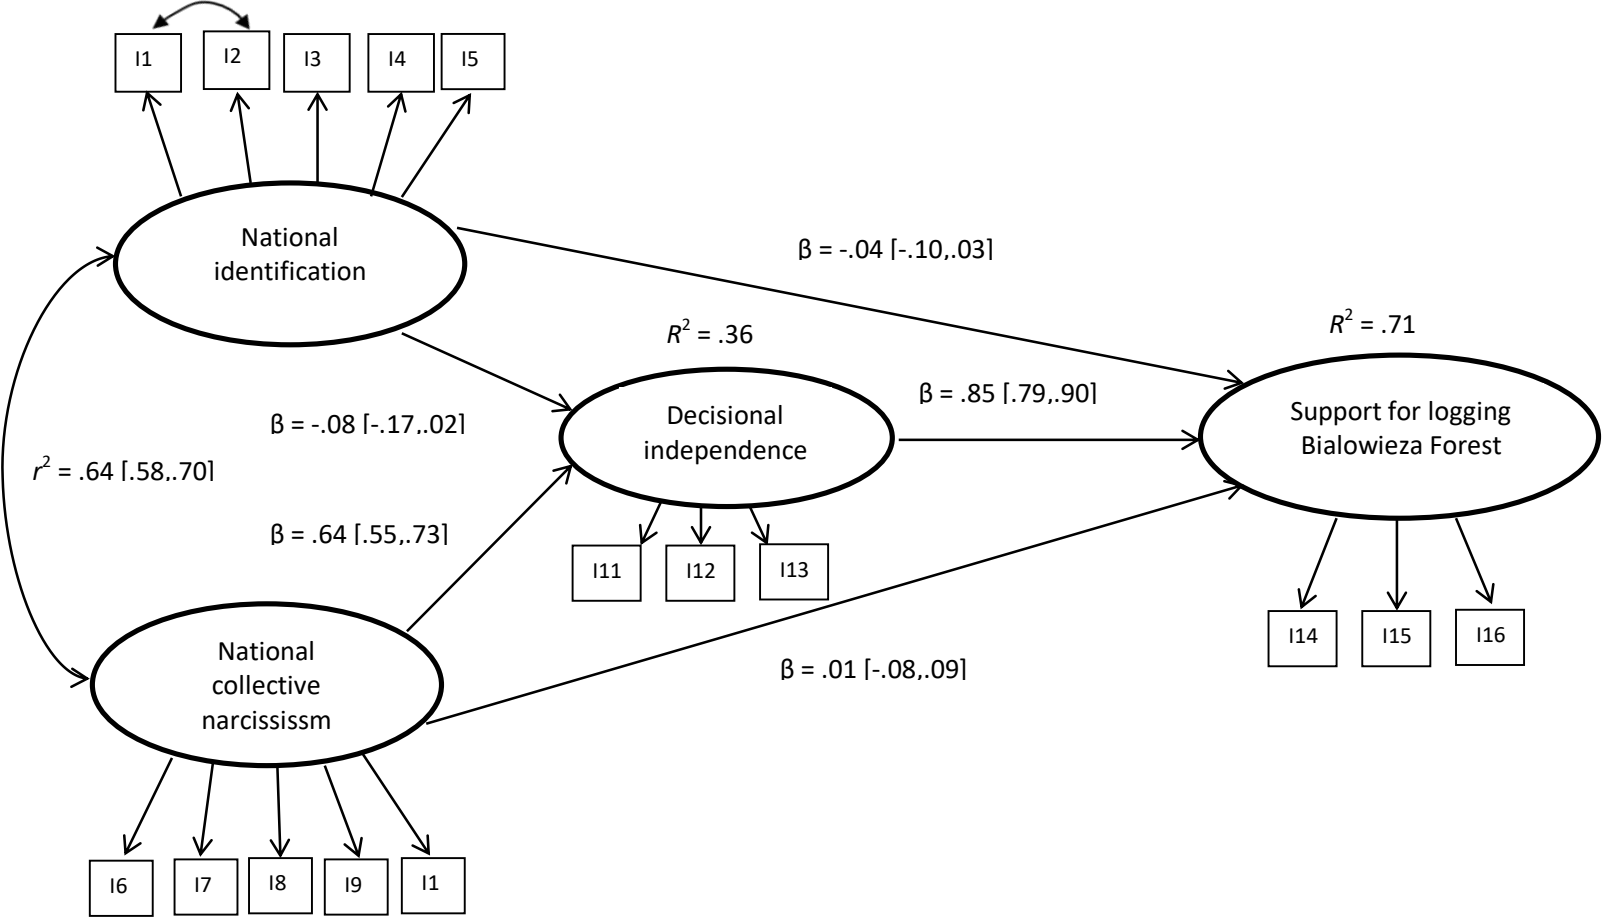 I1
I2
I3
I4
I5
National
identification
β = -.04 [-.10,.03]
R² = .36
R² = .71
β = -.08 [-.17,.02]
Decisional
independence
β = .85 [.79,.90]
Support for logging
Bialowieza Forest
r² = .64 [.58,.70]
β = .64 [.55,.73]
I11
I12
I13
I14
I15
I16
National
collective
narcissism
β = .01 [-.08,.09]
I6
I7
I8
I9
I1